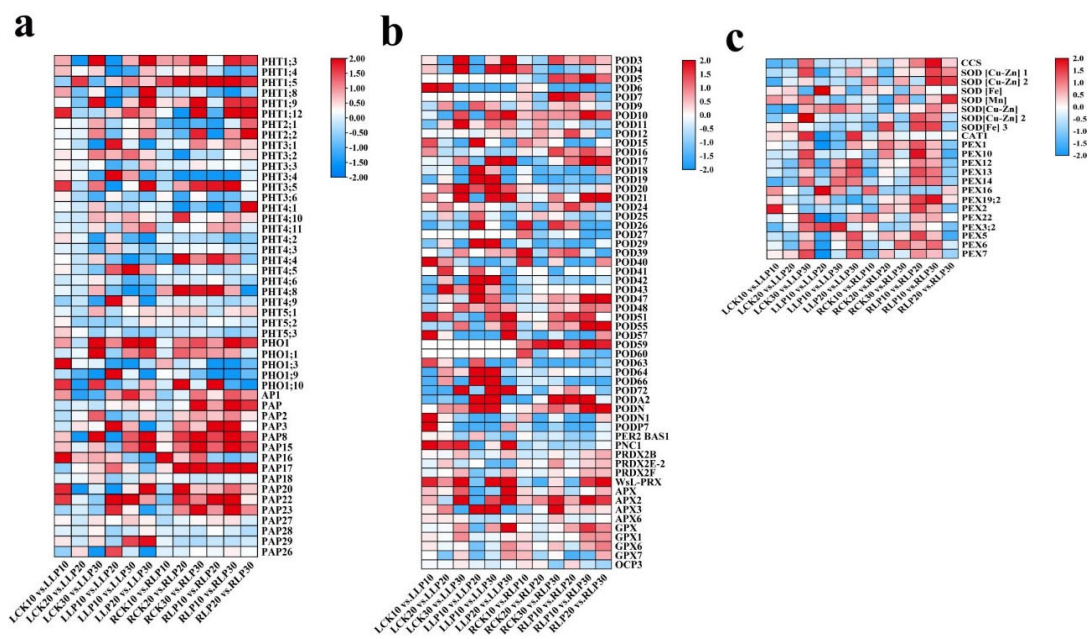 a
PHT1;3
PHT1;4
PHT1;5
PHT1;8
PHT1;9
PHT1;12
PHT2;1
PHT2;2
PHT3;1
PHT3;2
PHT3;3
PHT3;4
PHT3;5
PHT3;6
PHT4;1
PHT4;10
PHT4;11
PHT4;2
PHT4;3
PHT4;4
PHT4;5
PHT4;6
PHT4;8
PHT4;9
PHT5;1
PHT5;2
PHT5;3
PHO1
PHO1;1
PHO1;3
PHO1;9
PHO1;10
AP1
PAP
PAP2
PAP3
PAP8
PAP15
PAP16
PAP17
PAP18
PAP20
PAP22
PAP23
PAP27
PAP28
PAP29
PAP26
2.00
1.50
1.00
0.50
0.00
-0.50
-1.00
-1.50
-2.00
LCK10 vs.LLP10
LCK20 vs.LLP20
LCK30 vs.LLP30
LLP10 vs.LLP20
LLP10 vs.LLP30
LLP20 vs.LLP30
RCK10 vs.RLP10
RCK20 vs.RLP20
RCK30 vs.RLP30
RLP10 vs.RLP20
RLP10 vs.RLP30
RLP20 vs.RLP30
b
POD3
POD4
POD5
POD6
POD7
POD9
POD10
POD11
POD12
POD15
POD16
POD17
POD18
POD19
POD20
POD21
POD24
POD25
POD26
POD27
POD29
POD39
POD40
POD41
POD42
POD43
POD47
POD48
POD51
POD55
POD57
POD59
POD60
POD63
POD64
POD66
POD72
PODA2
PODN
PODN1
PODP7
PER2 BAS1
PNC1
PRDX2B
PRDX2E-2
PRDX2F
WsL-PRX
APX
APX2
APX3
APX6
GPX
GPX1
GPX6
GPX7
OCP3
2.0
1.5
1.0
0.5
0
-0.5
-1.0
-1.5
-2.0
LCK10 vs.LLP10
LCK20 vs.LLP20
LCK30 vs.LLP30
LLP10 vs.LLP20
LLP10 vs.LLP30
LLP20 vs.LLP30
RCK10 vs.RLP10
RCK20 vs.RLP20
RCK30 vs.RLP30
RLP10 vs.RLP20
RLP10 vs.RLP30
RLP20 vs.RLP30
c
CCS
SOD [Cu-Zn] 1
SOD [Cu-Zn] 2
SOD [Fe]
SOD [Mn]
SOD[Cu-Zn]
SOD[Cu-Zn] 2
SOD[Fe] 3
CAT1
PEX1
PEX10
PEX12
PEX13
PEX14
PEX16
PEX19;2
PEX2
PEX22
PEX3;2
PEX5
PEX6
PEX7
2.0
1.5
1.0
0.5
0
-0.5
-1.0
-1.5
-2.0
LCK10 vs.LLP10
LCK20 vs.LLP20
LCK30 vs.LLP30
LLP10 vs.LLP20
LLP10 vs.LLP30
LLP20 vs.LLP30
RCK10 vs.RLP10
RCK20 vs.RLP20
RCK30 vs.RLP30
RLP10 vs.RLP20
RLP10 vs.RLP30
RLP20 vs.RLP30